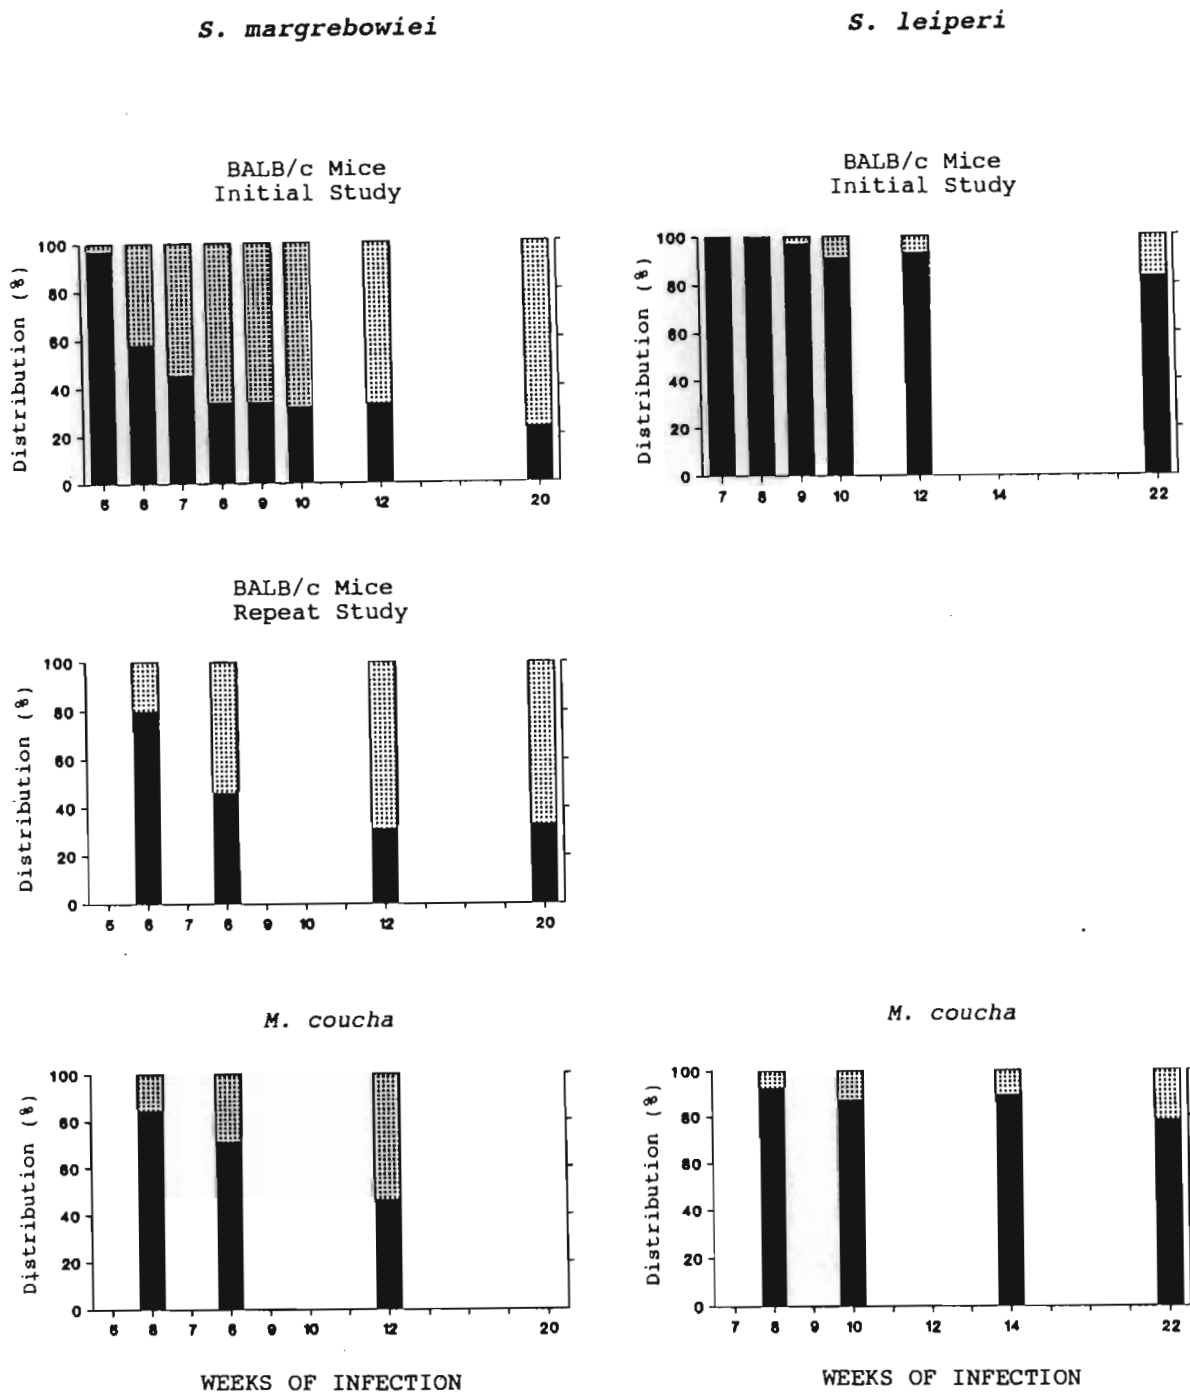 S. margrebowiei
S. leiperi
BALB/c Mice
Initial Study
Distribution (%)
100
80
60
40
20
0
5 6 7 8 9 10 12 20
BALB/c Mice
Initial Study
Distribution (%)
100
80
60
40
20
0
7 8 9 10 12 14 22
BALB/c Mice
Repeat Study
Distribution (%)
100
80
60
40
20
0
5 6 7 8 9 10 12 20
M. coucha
Distribution (%)
100
80
60
40
20
0
5 6 7 8 9 10 12 20
WEEKS OF INFECTION
M. coucha
Distribution (%)
100
80
60
40
20
0
7 8 9 10 12 14 22
WEEKS OF INFECTION